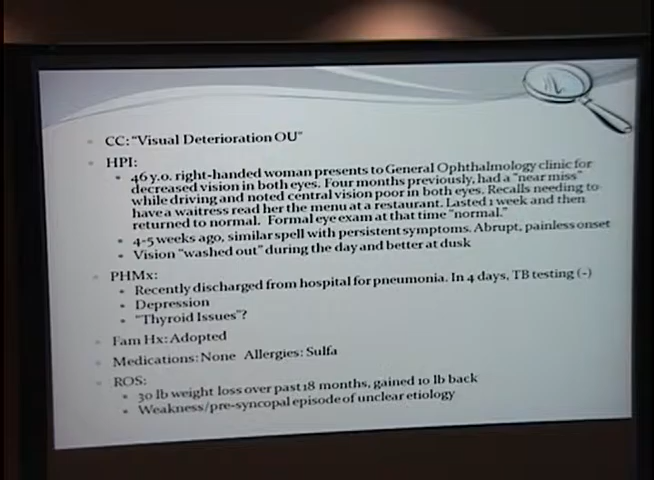 CC: "Visual Deterioration OU"
HPI:
46 y.o. right-handed woman presents to General Ophthalmology clinic for
decreased vision in both eyes. Four months previously, had a "near miss"
while driving and noted central vision poor in both eyes. Recalls needing to
have a waitress read her the menu at a restaurant. Lasted 1 week and then
returned to normal. Formal eye exam at that time "normal."
4-5 weeks ago, similar spell with persistent symptoms. Abrupt, painless onset
Vision "washed out" during the day and better at dusk
PHMx:
Recently discharged from hospital for pneumonia. In 4 days, TB testing (-)
Depression
"Thyroid Issues"?
Fam Hx: Adopted
Medications: None Allergies: Sulfa
ROS:
30 lb weight loss over past 18 months, gained 10 lb back
Weakness/pre-syncopal episode of unclear etiology